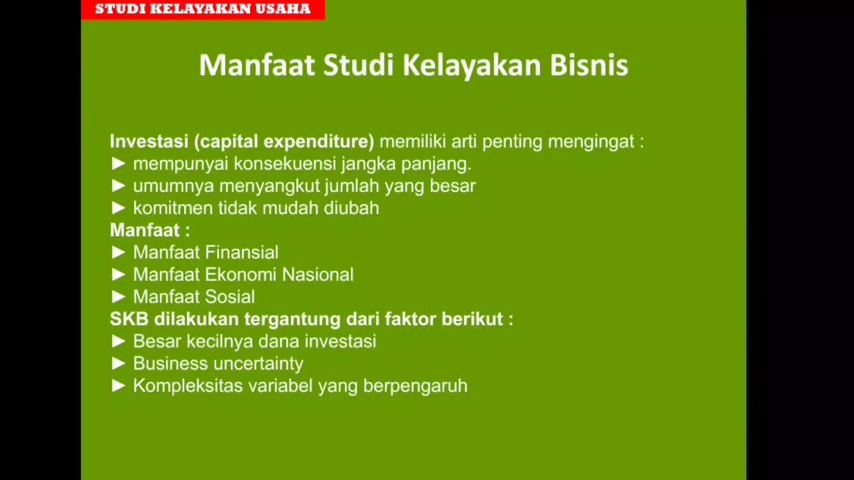 STUDI KELAYAKAN USAHA
Manfaat Studi Kelayakan Bisnis
Investasi (capital expenditure) memiliki arti penting mengingat :
► mempunyai konsekuensi jangka panjang.
► umumnya menyangkut jumlah yang besar
► komitmen tidak mudah diubah
Manfaat :
► Manfaat Finansial
► Manfaat Ekonomi Nasional
► Manfaat Sosial
SKB dilakukan tergantung dari faktor berikut :
► Besar kecilnya dana investasi
► Business uncertainty
► Kompleksitas variabel yang berpengaruh